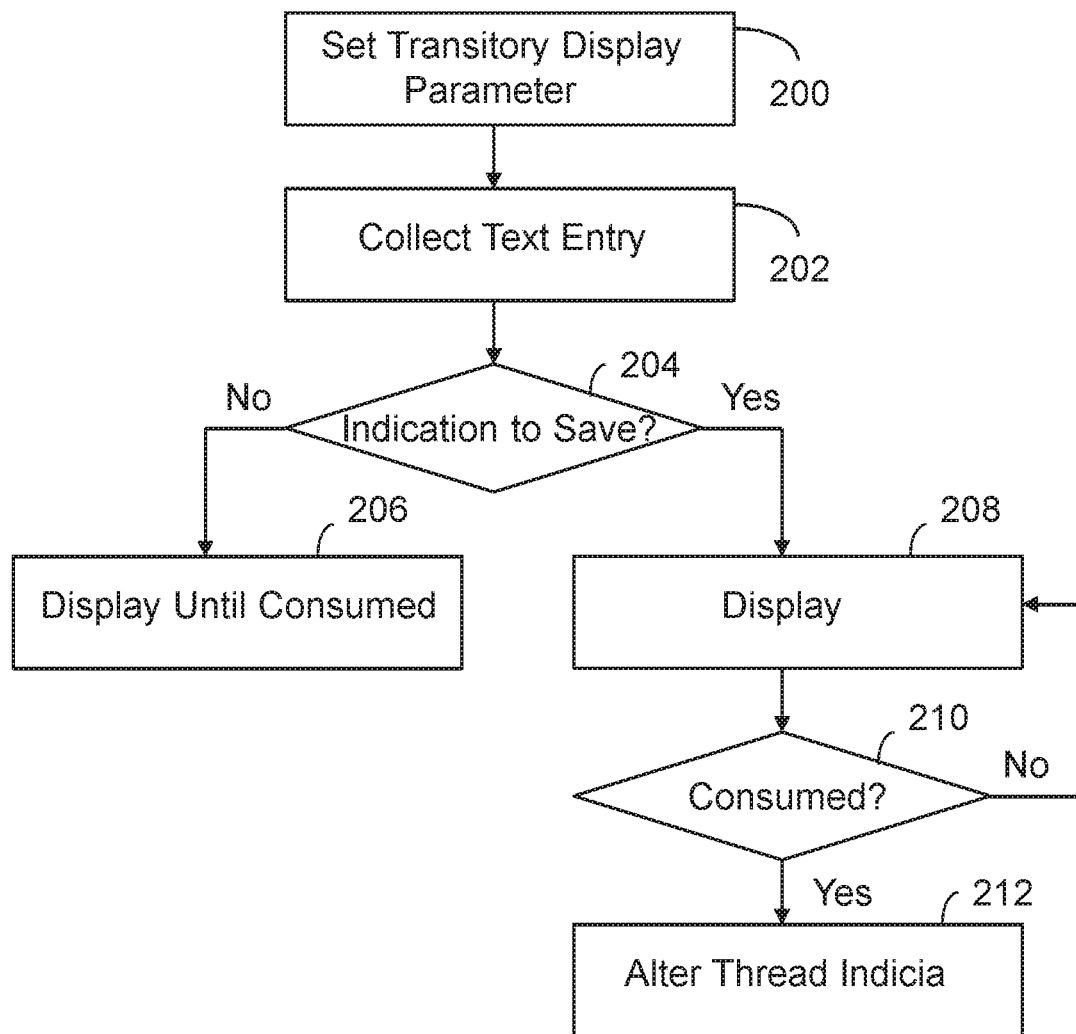 Set Transitory Display
Parameter
200
Collect Text Entry
202
204
No
Yes
Indication to Save?
206
208
Display Until Consumed
Display
210
No
Consumed?
Yes
212
Alter Thread Indicia